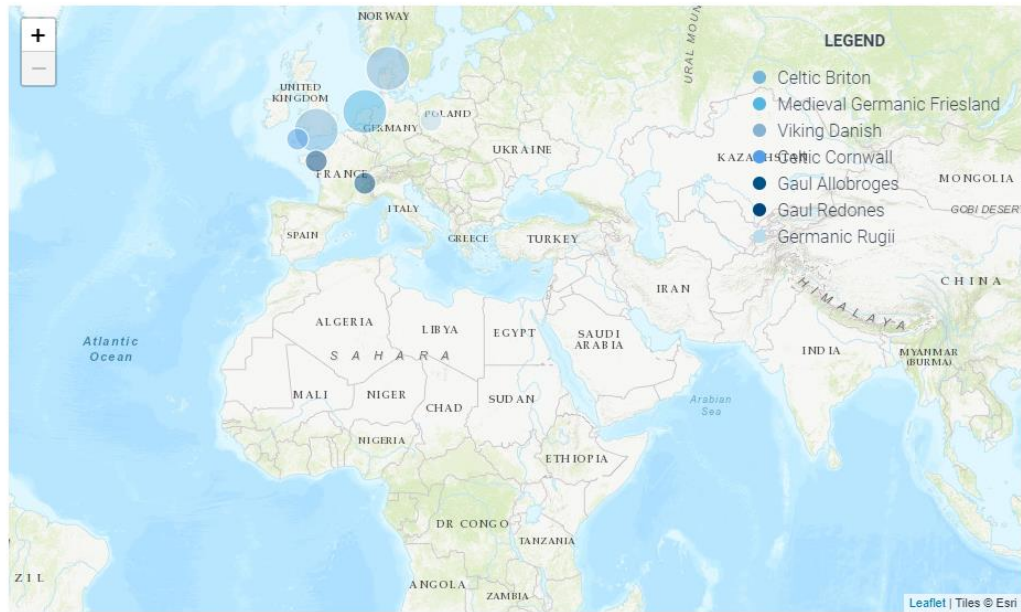 +
−
NORWAY
URAL MOUN
LEGEND
Celtic Briton
Medieval Germanic Friesland
Viking Danish
Celtic Cornwall
Gaul Allobroges
Gaul Redones
Germanic Rugii
UNITED
KINGDOM
POLAND
GERMANY
UKRAINE
KAZAKHSTAN
MONGOLIA
FRANCE
GOBI DESER
ITALY
SPAIN
GREECE
TURKEY
CHINA
IRAN
HIMALAYA
ALGERIA
LIBYA
EGYPT
SAUDI
ARABIA
Atlantic
Ocean
SAHARA
INDIA
MYANMAR
(BURMA)
MALI
NIGER
CHAD
SUDAN
Arabian
Sea
NIGERIA
ETHIOPIA
DR CONGO
TANZANIA
ZIL
ANGOLA
ZAMBIA
Leaflet | Tiles © Esri